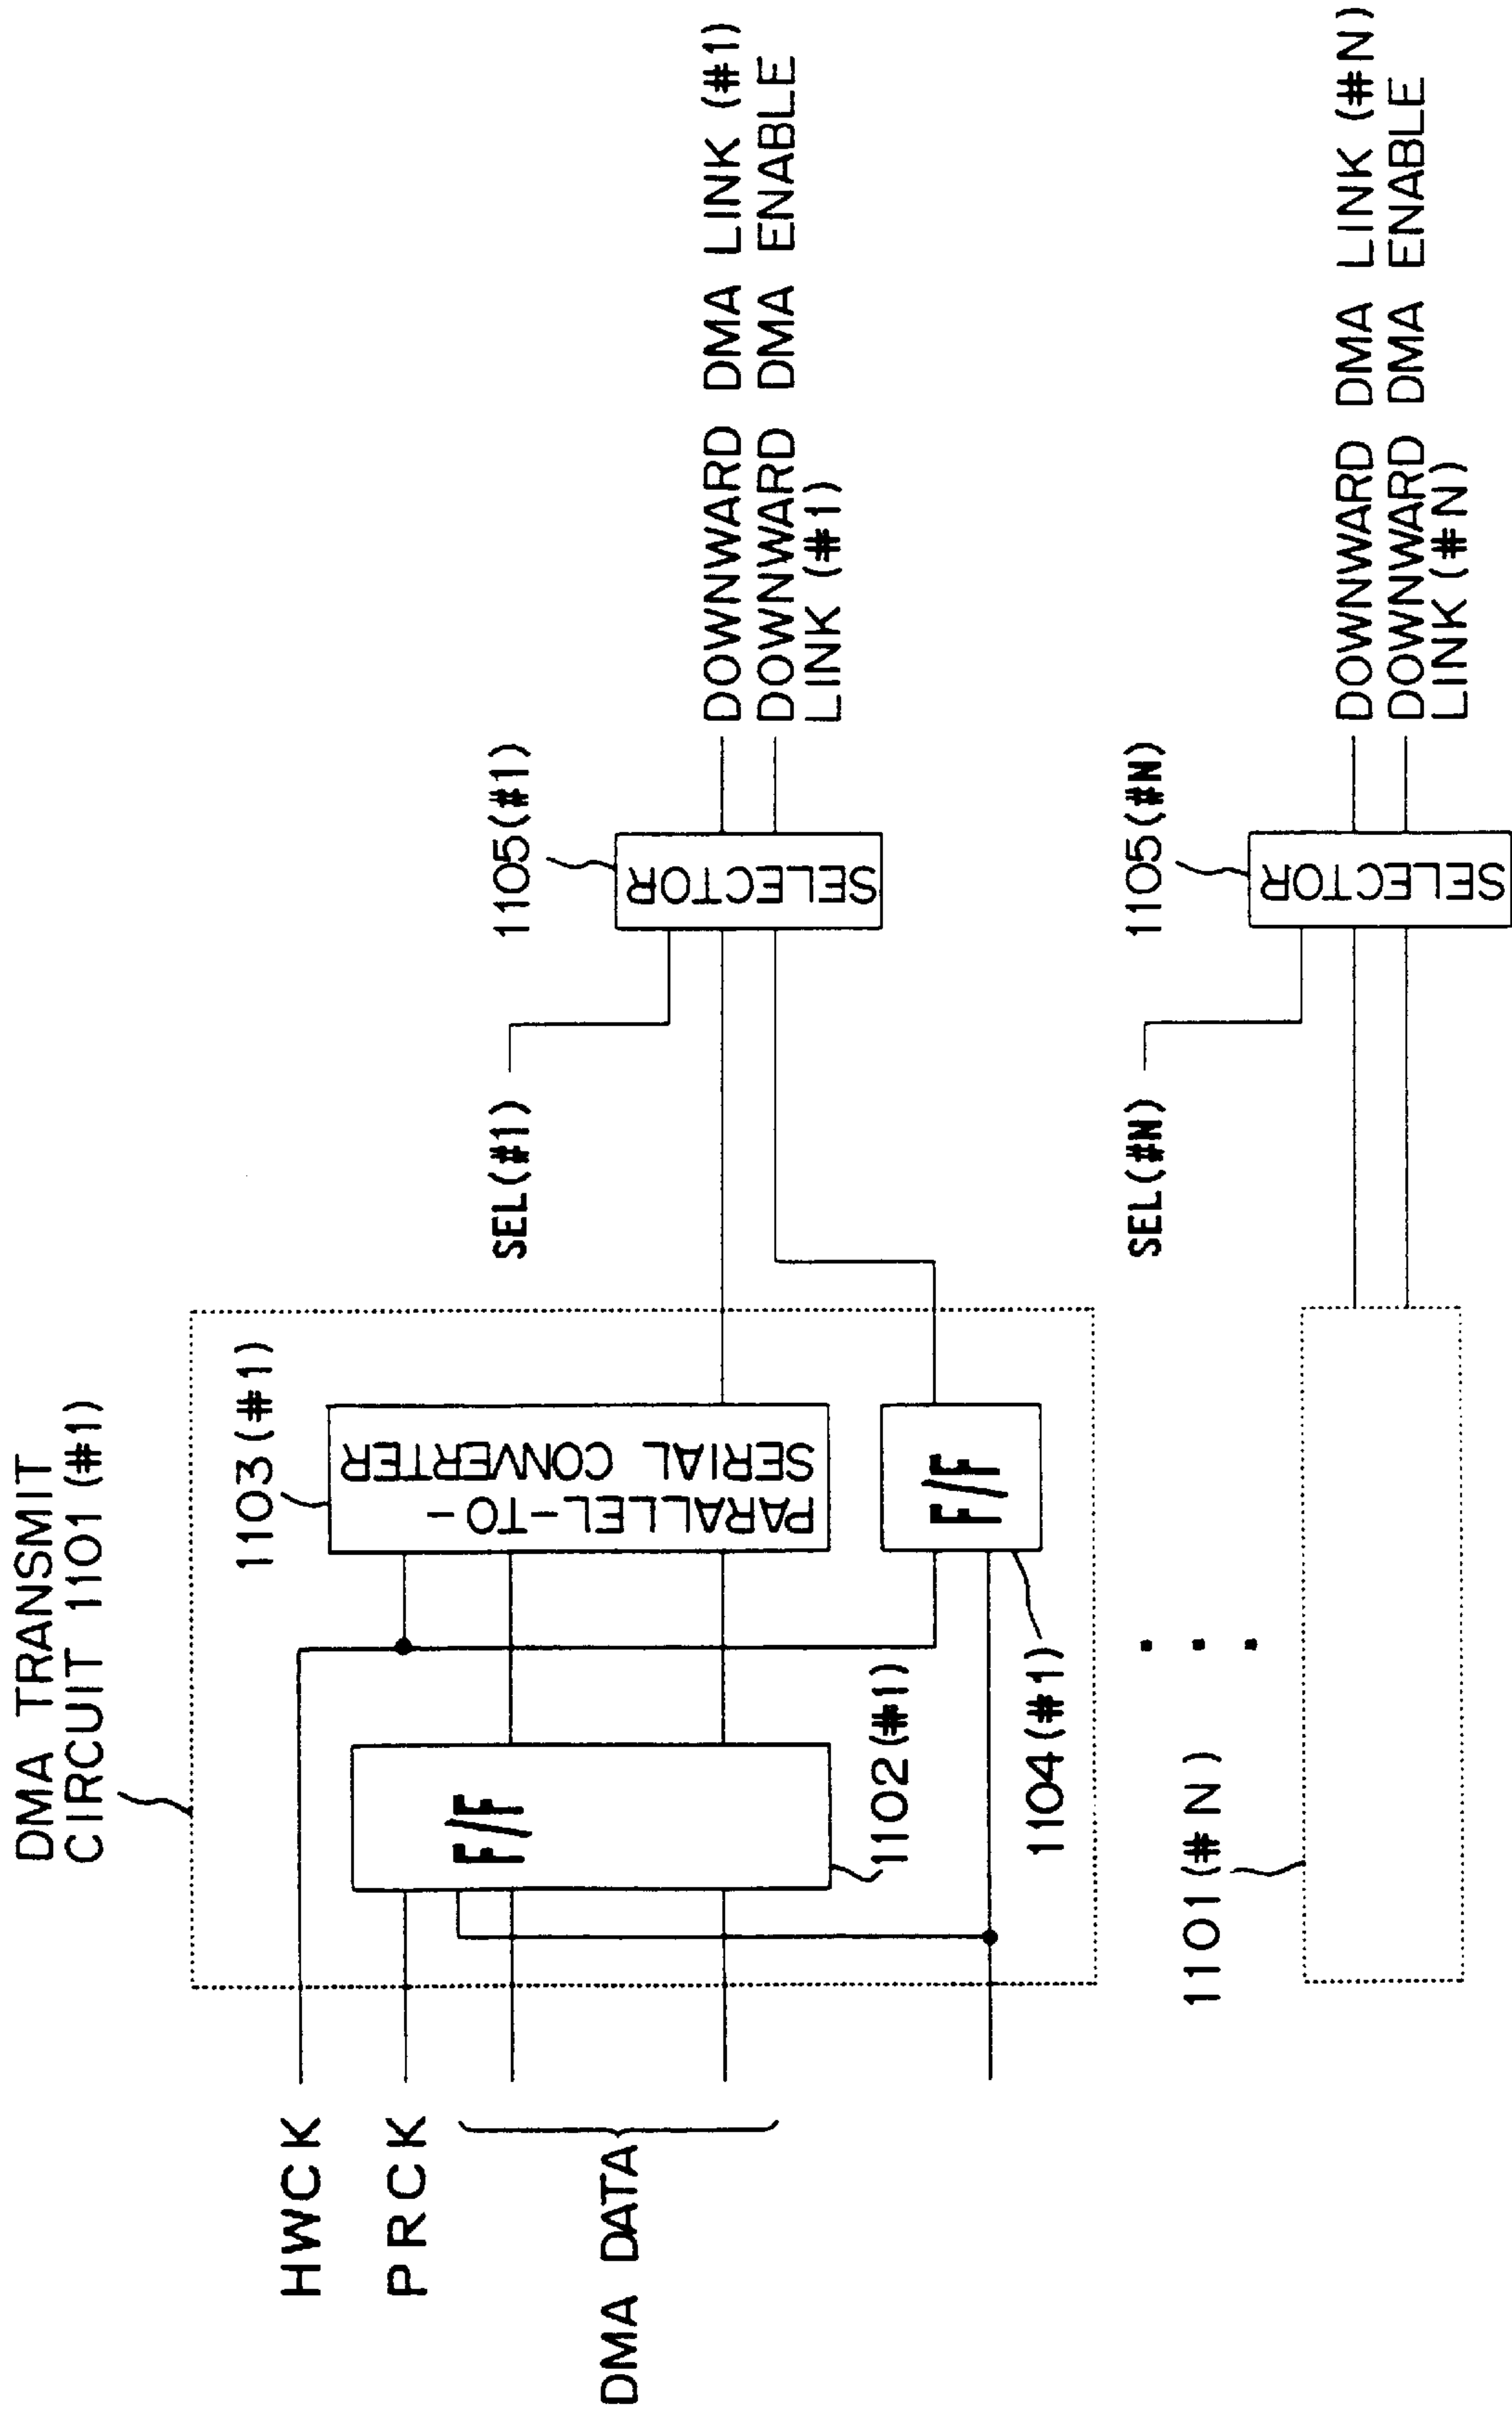 DMA TRANSMIT
CIRCUIT 1101 (#1)
HWCK
PRCK
DMA DATA
F/F
1102 (#1)
1103 (#1)
PARALLEL-TO-
SERIAL CONVERTER
F/F
1104 (#1)
SEL(#1)
1105 (#1)
SELECTOR
DOWNWARD DMA LINK (#1)
DOWNWARD DMA ENABLE
LINK (#1)
1101 (#N)
SEL(#N)
1105 (#N)
SELECTOR
DOWNWARD DMA LINK (#N)
DOWNWARD DMA ENABLE
LINK (#N)